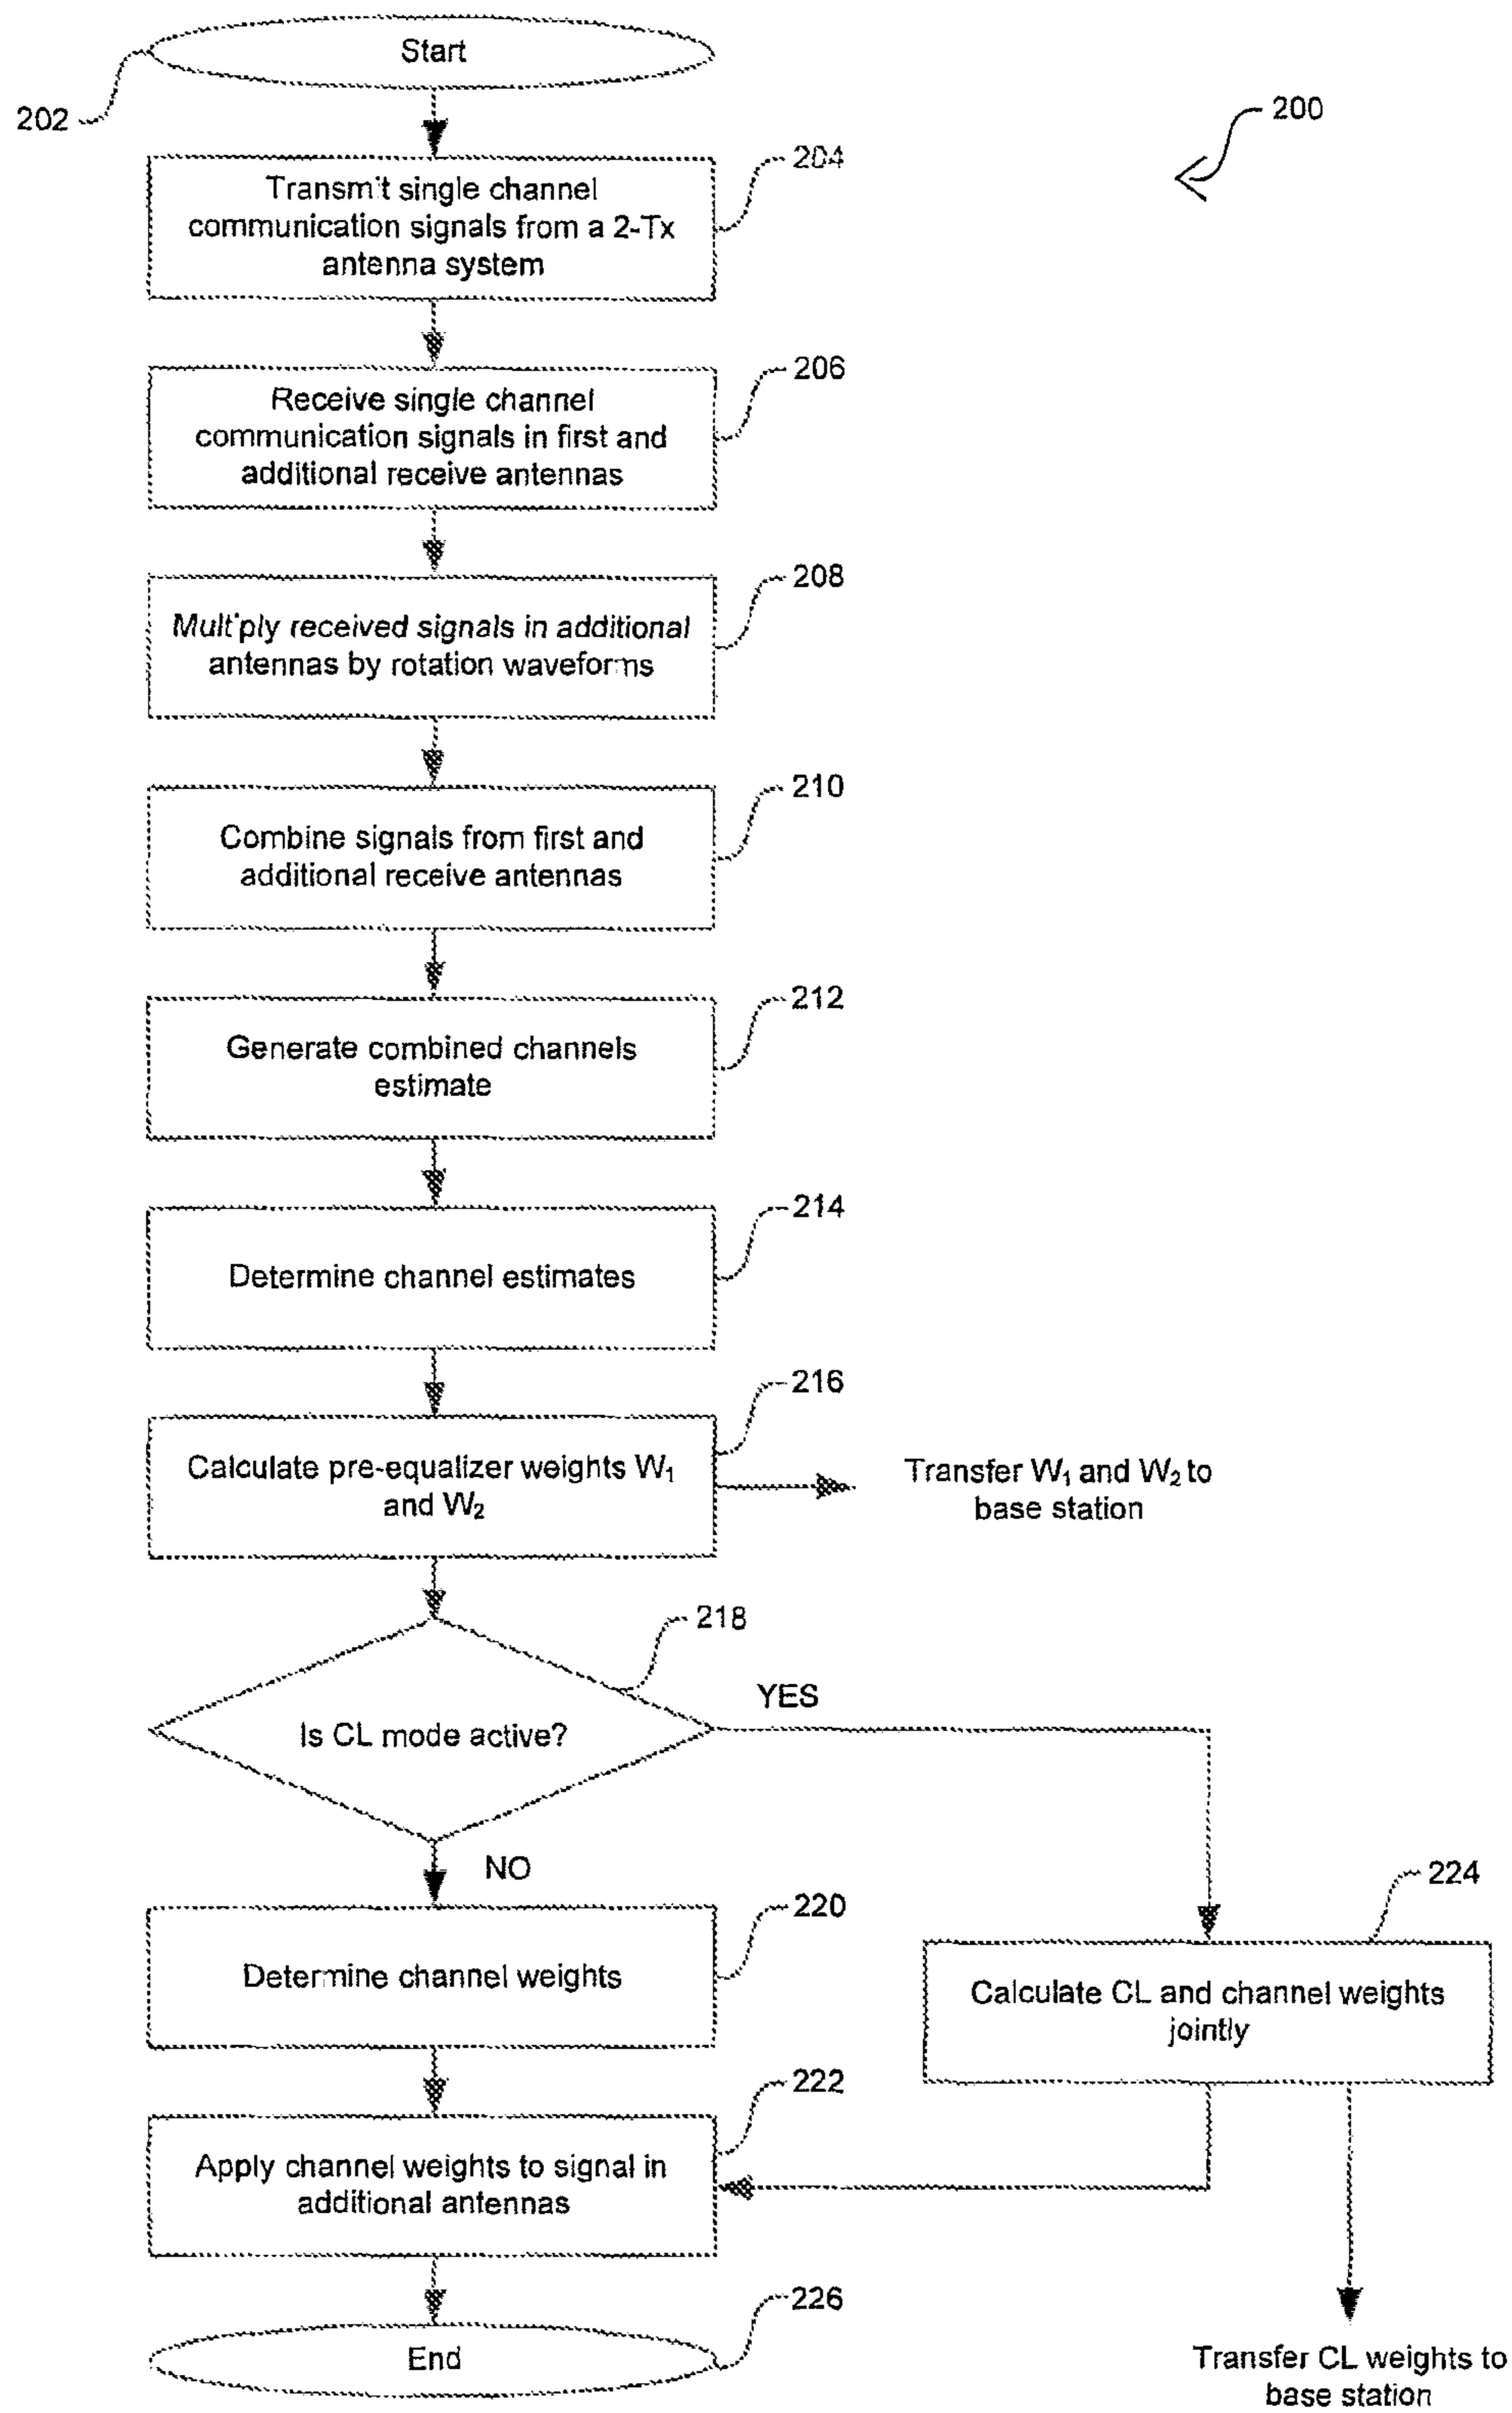 Start
202
200
204
Transmit single channel
communication signals from a 2-Tx
antenna system
206
Receive single channel
communication signals in first and
additional receive antennas
208
Multiply received signals in additional
antennas by rotation waveforms
210
Combine signals from first and
additional receive antennas
212
Generate combined channels
estimate
214
Determine channel estimates
216
Calculate pre-equalizer weights W₁
and W₂
Transfer W₁ and W₂ to
base station
218
Is CL mode active?
YES
NO
220
Determine channel weights
224
Calculate CL and channel weights
jointly
222
Apply channel weights to signal in
additional antennas
226
End
Transfer CL weights to
base station